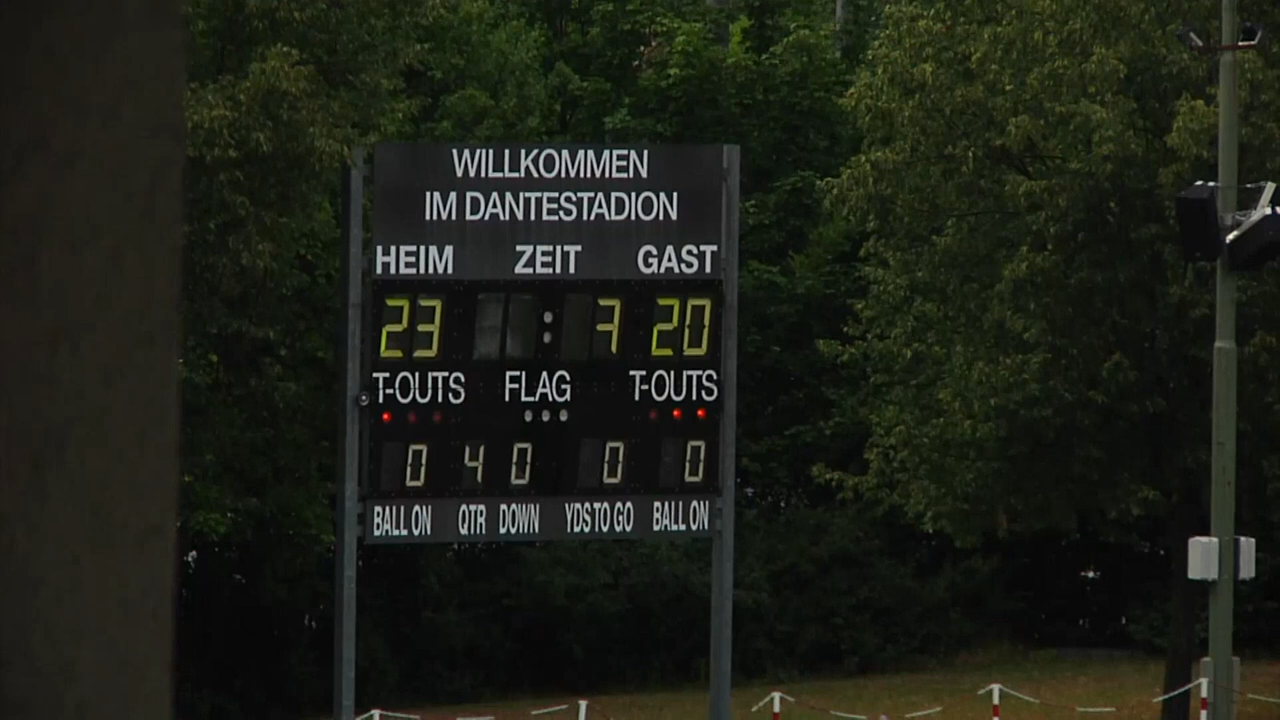 WILLKOMMEN
IM DANTESTADION
HEIM ZEIT GAST
23 : 7 20
T-OUTS FLAG T-OUTS
0 4 0 0 0
BALL ON QTR DOWN YDS TO GO BALL ON